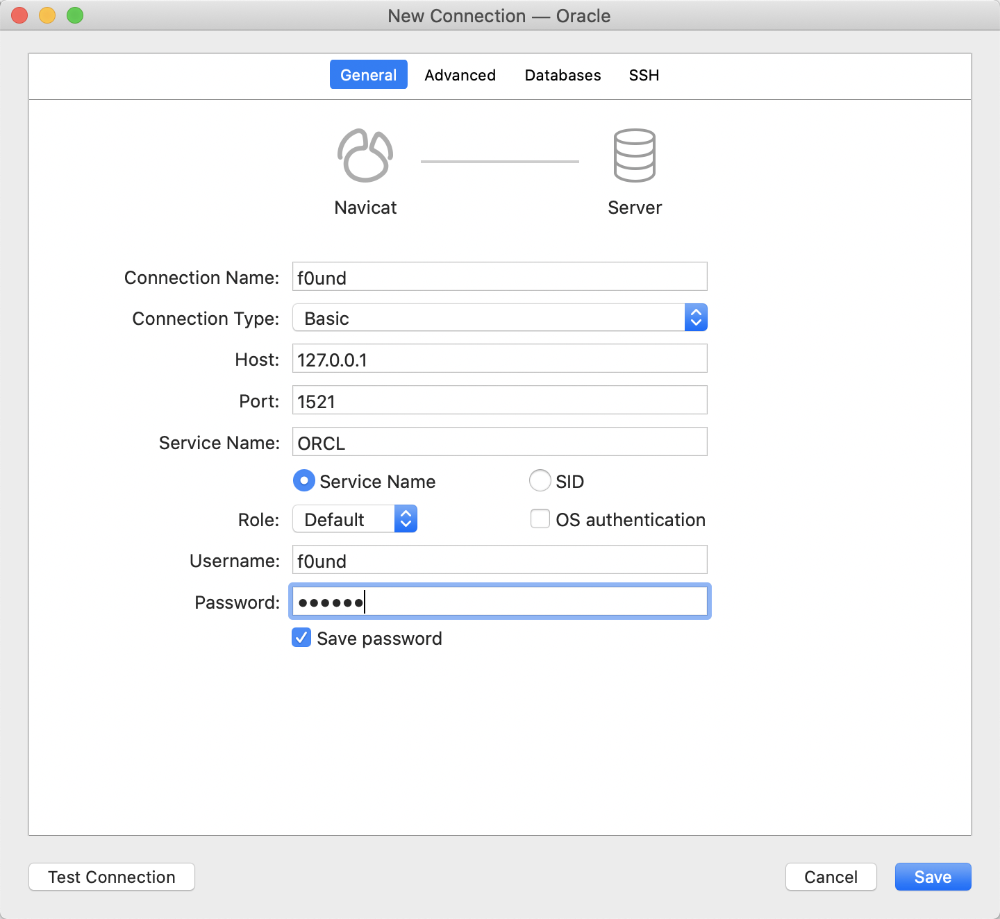 New Connection — Oracle
General Advanced Databases SSH
Navicat Server
Connection Name: f0und
Connection Type: Basic
Host: 127.0.0.1
Port: 1521
Service Name: ORCL
Service Name SID
Role: Default OS authentication
Username: f0und
Password: ●●●●●●
Save password
Test Connection Cancel Save